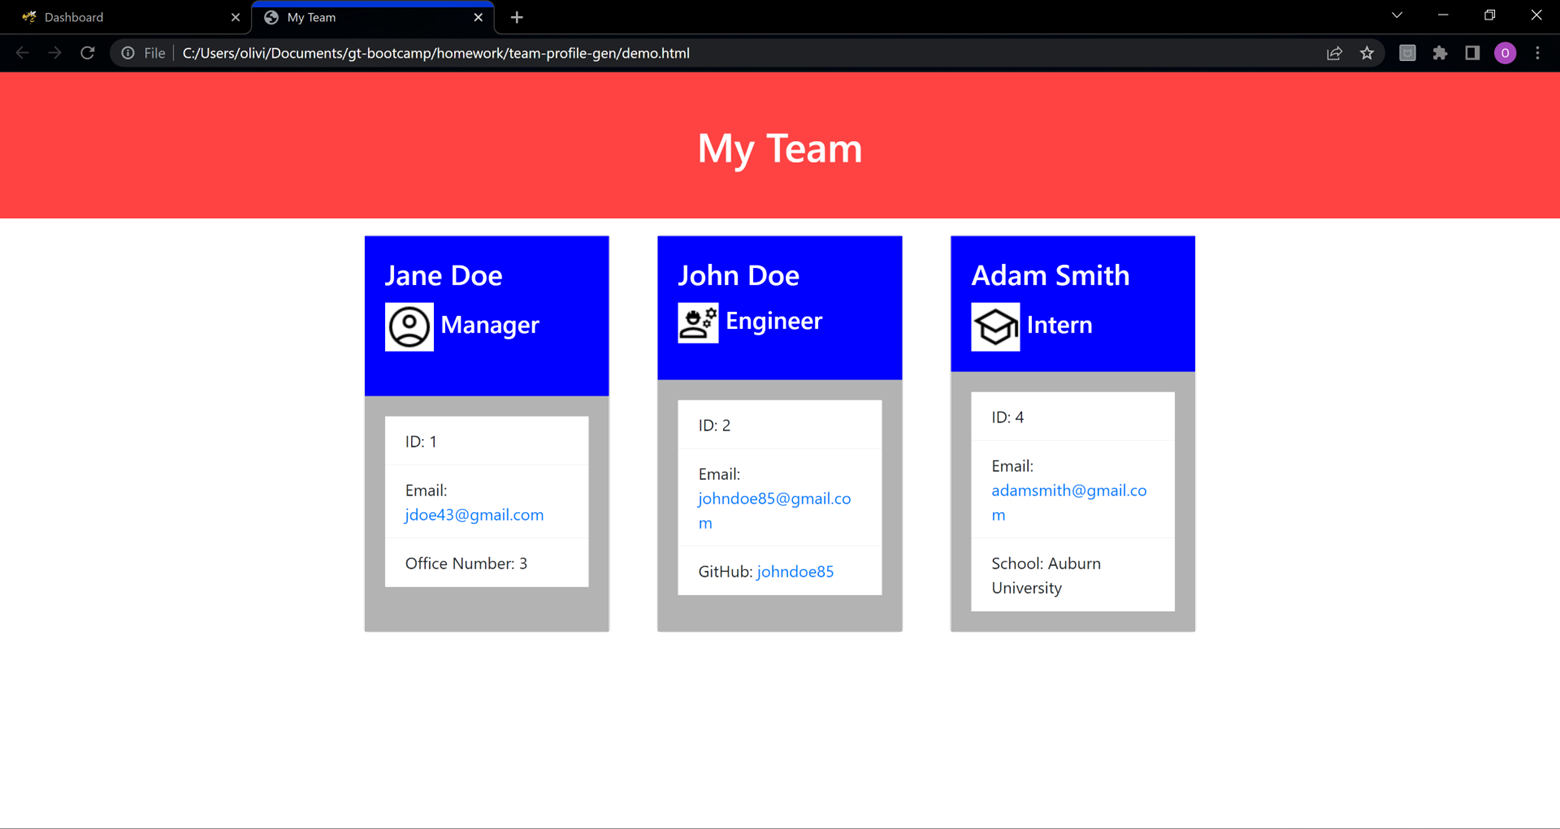 Dashboard
My Team
File
C:/Users/olivi/Documents/gt-bootcamp/homework/team-profile-gen/demo.html
O
My Team
Jane Doe
Manager
ID: 1
Email:
jdoe43@gmail.com
Office Number: 3
John Doe
Engineer
ID: 2
Email:
johndoe85@gmail.co
m
GitHub: johndoe85
Adam Smith
Intern
ID: 4
Email:
adamsmith@gmail.co
m
School: Auburn
University